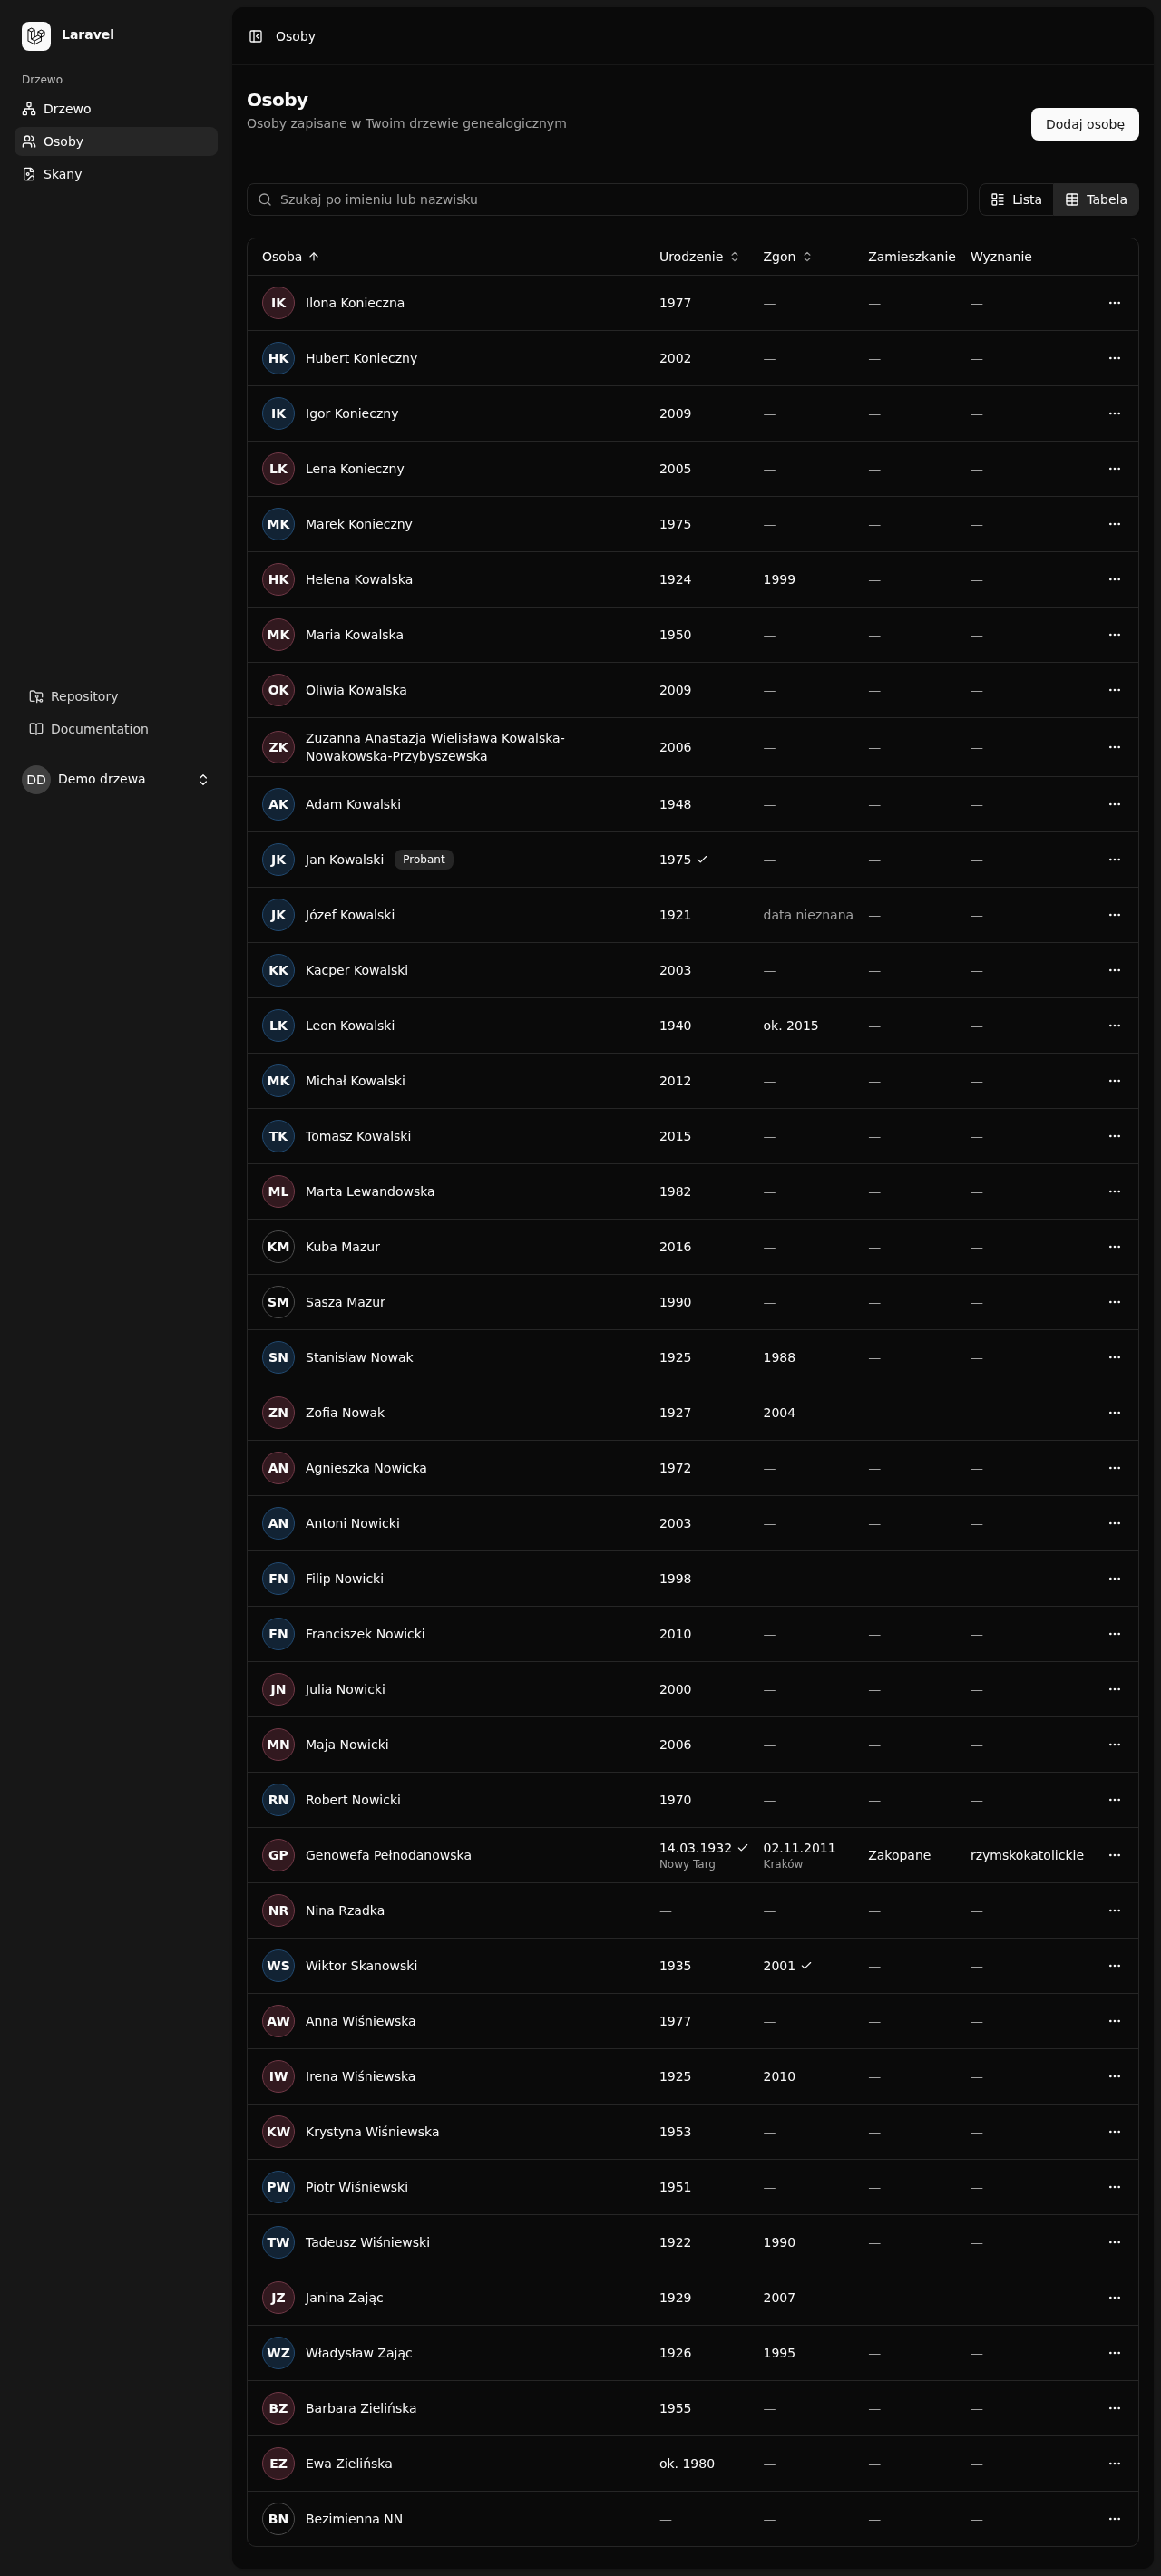 Laravel
Drzewo
Drzewo
Osoby
Skany
Repository
Documentation
DD Demo drzewa
Osoby
Osoby
Osoby zapisane w Twoim drzewie genealogicznym
Dodaj osobę
Szukaj po imieniu lub nazwisku
Lista Tabela
Osoba Urodzenie Zgon Zamieszkanie Wyznanie
IK Ilona Konieczna 1977 — — —
HK Hubert Konieczny 2002 — — —
IK Igor Konieczny 2009 — — —
LK Lena Konieczny 2005 — — —
MK Marek Konieczny 1975 — — —
HK Helena Kowalska 1924 1999 — —
MK Maria Kowalska 1950 — — —
OK Oliwia Kowalska 2009 — — —
ZK Zuzanna Anastazja Wielisława Kowalska-
Nowakowska-Przybyszewska 2006 — — —
AK Adam Kowalski 1948 — — —
JK Jan Kowalski Probant 1975 ✓ — — —
JK Józef Kowalski 1921 data nieznana — —
KK Kacper Kowalski 2003 — — —
LK Leon Kowalski 1940 ok. 2015 — —
MK Michał Kowalski 2012 — — —
TK Tomasz Kowalski 2015 — — —
ML Marta Lewandowska 1982 — — —
KM Kuba Mazur 2016 — — —
SM Sasza Mazur 1990 — — —
SN Stanisław Nowak 1925 1988 — —
ZN Zofia Nowak 1927 2004 — —
AN Agnieszka Nowicka 1972 — — —
AN Antoni Nowicki 2003 — — —
FN Filip Nowicki 1998 — — —
FN Franciszek Nowicki 2010 — — —
JN Julia Nowicki 2000 — — —
MN Maja Nowicki 2006 — — —
RN Robert Nowicki 1970 — — —
GP Genowefa Pełnodanowska 14.03.1932 ✓ 02.11.2011 Zakopane rzymskokatolickie
Nowy Targ Kraków
NR Nina Rzadka — — — —
WS Wiktor Skanowski 1935 2001 ✓ — —
AW Anna Wiśniewska 1977 — — —
IW Irena Wiśniewska 1925 2010 — —
KW Krystyna Wiśniewska 1953 — — —
PW Piotr Wiśniewski 1951 — — —
TW Tadeusz Wiśniewski 1922 1990 — —
JZ Janina Zając 1929 2007 — —
WZ Władysław Zając 1926 1995 — —
BZ Barbara Zielińska 1955 — — —
EZ Ewa Zielińska ok. 1980 — — —
BN Bezimienna NN — — — —